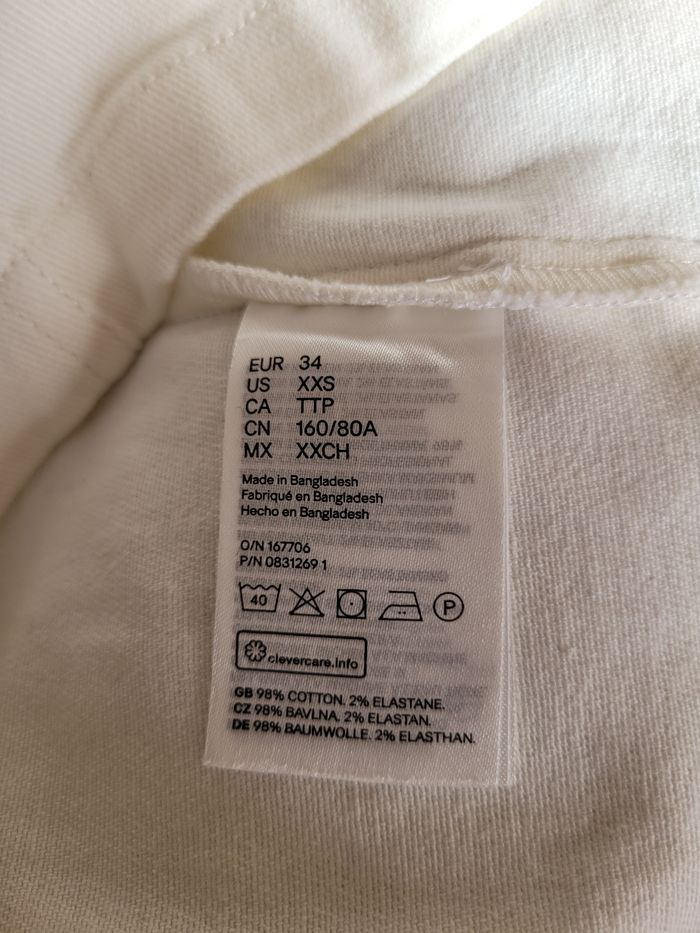 EUR 34
US XXS
CA TTP
CN 160/80A
MX XXCH
Made in Bangladesh
Fabriqué en Bangladesh
Hecho en Bangladesh
O/N 167706
P/N 0831269 1
40 P
clevercare.info
GB 98% COTTON. 2% ELASTANE.
CZ 98% BAVLNA. 2% ELASTAN.
DE 98% BAUMWOLLE. 2% ELASTHAN.